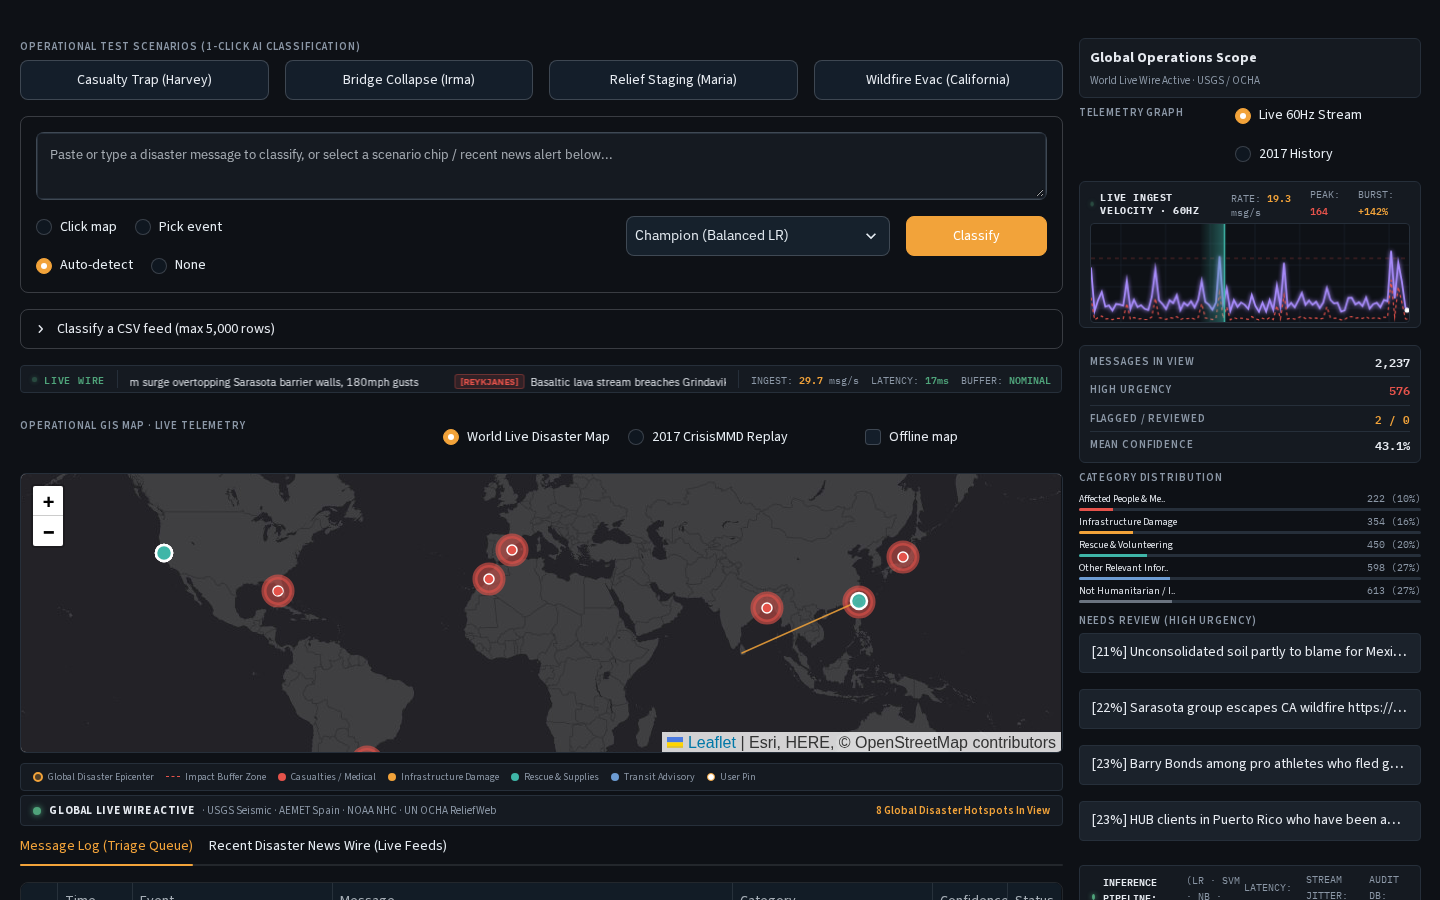 OPERATIONAL TEST SCENARIOS (1-CLICK AI CLASSIFICATION)
Casualty Trap (Harvey)
Bridge Collapse (Irma)
Relief Staging (Maria)
Wildfire Evac (California)
Paste or type a disaster message to classify, or select a scenario chip / recent news alert below...
Click map
Pick event
Auto-detect
None
Champion (Balanced LR)
Classify
Classify a CSV feed (max 5,000 rows)
LIVE WIRE
m surge overtopping Sarasota barrier walls, 180mph gusts
[REYKJANES] Basaltic lava stream breaches Grindavik
INGEST: 29.7 msg/s LATENCY: 17ms BUFFER: NOMINAL
OPERATIONAL GIS MAP · LIVE TELEMETRY
World Live Disaster Map
2017 CrisisMMD Replay
Offline map
+
−
Leaflet | Esri, HERE, © OpenStreetMap contributors
Global Disaster Epicenter
Impact Buffer Zone
Casualties / Medical
Infrastructure Damage
Rescue & Supplies
Transit Advisory
User Pin
GLOBAL LIVE WIRE ACTIVE · USGS Seismic · AEMET Spain · NOAA NHC · UN OCHA ReliefWeb
8 Global Disaster Hotspots In View
Message Log (Triage Queue)
Recent Disaster News Wire (Live Feeds)
Time
Event
Message
Category
Confidence
Status
Global Operations Scope
World Live Wire Active · USGS / OCHA
TELEMETRY GRAPH
Live 60Hz Stream
2017 History
LIVE INGEST
VELOCITY · 60HZ
RATE: 19.3
msg/s
PEAK:
164
BURST:
+142%
MESSAGES IN VIEW 2,237
HIGH URGENCY 576
FLAGGED / REVIEWED 2 / 0
MEAN CONFIDENCE 43.1%
CATEGORY DISTRIBUTION
Affected People & Me.. 222 (10%)
Infrastructure Damage 354 (16%)
Rescue & Volunteering 450 (20%)
Other Relevant Infor.. 598 (27%)
Not Humanitarian / I.. 613 (27%)
NEEDS REVIEW (HIGH URGENCY)
[21%] Unconsolidated soil partly to blame for Mexi…
[22%] Sarasota group escapes CA wildfire https://…
[23%] Barry Bonds among pro athletes who fled g…
[23%] HUB clients in Puerto Rico who have been a…
INFERENCE
PIPELINE:
(LR · SVM
· NB ·
LATENCY:
STREAM
JITTER:
AUDIT
DB: